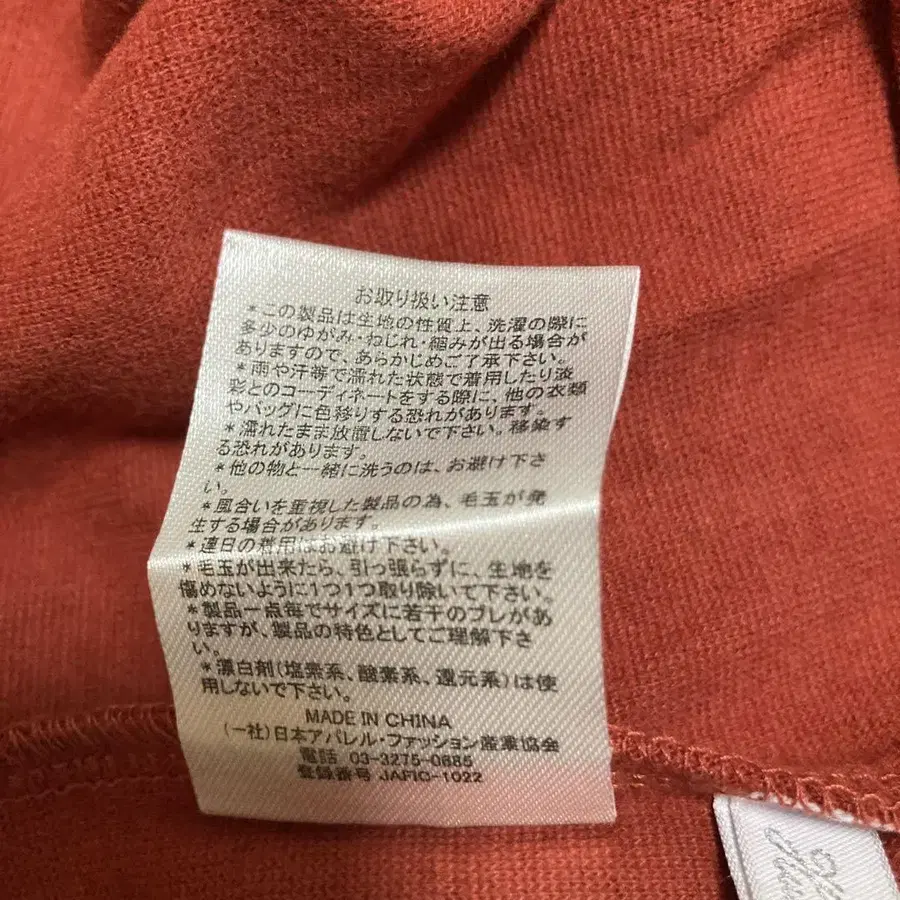 お取り扱い注意
*この製品は生地の性質上、洗濯の際に
多少のゆがみ・ねじれ・縮みが出る場合が
ありますので、あらかじめご了承下さい。
*雨や汗等で濡れた状態で着用したり淡
彩とのコーディネートをする際に、他の衣類
やバッグに色移りする恐れがあります。
*濡れたまま放置しないで下さい。移染す
る恐れがあります。
*他の物と一緒に洗うのは、お避け下さ
い。
*風合いを重視した製品の為、毛玉が発
生する場合があります。
*連日の着用はお避け下さい。
*毛玉が出来たら、引っ張らずに、生地を
傷めないように1つ1つ取り除いて下さい。
*製品一点毎でサイズに若干のブレがあ
りますが、製品の特色としてご理解下さ
い。
*漂白剤(塩素系、酸素系、還元系)は使
用しないで下さい。
MADE IN CHINA
(一社)日本アパレル・ファッション産業協会
電話 03-3275-0685
登録番号 JAFIC-1022